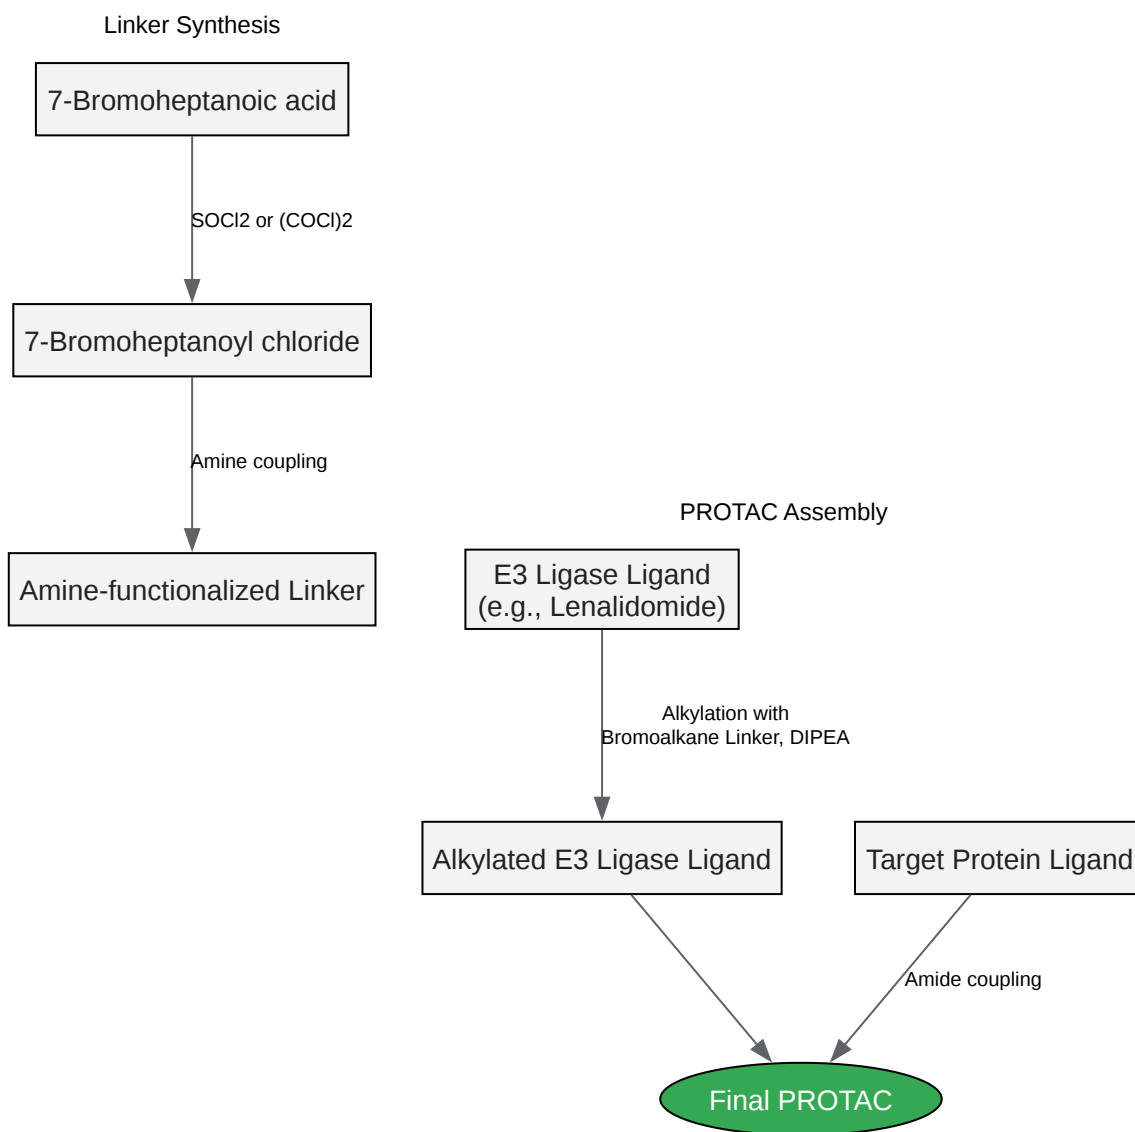 Linker Synthesis
7-Bromoheptanoic acid
SOCl2 or (COCl)2
7-Bromoheptanoyl chloride
Amine coupling
Amine-functionalized Linker
PROTAC Assembly
E3 Ligase Ligand
(e.g., Lenalidomide)
Alkylation with
Bromoalkane Linker, DIPEA
Alkylated E3 Ligase Ligand
Target Protein Ligand
Amide coupling
Final PROTAC